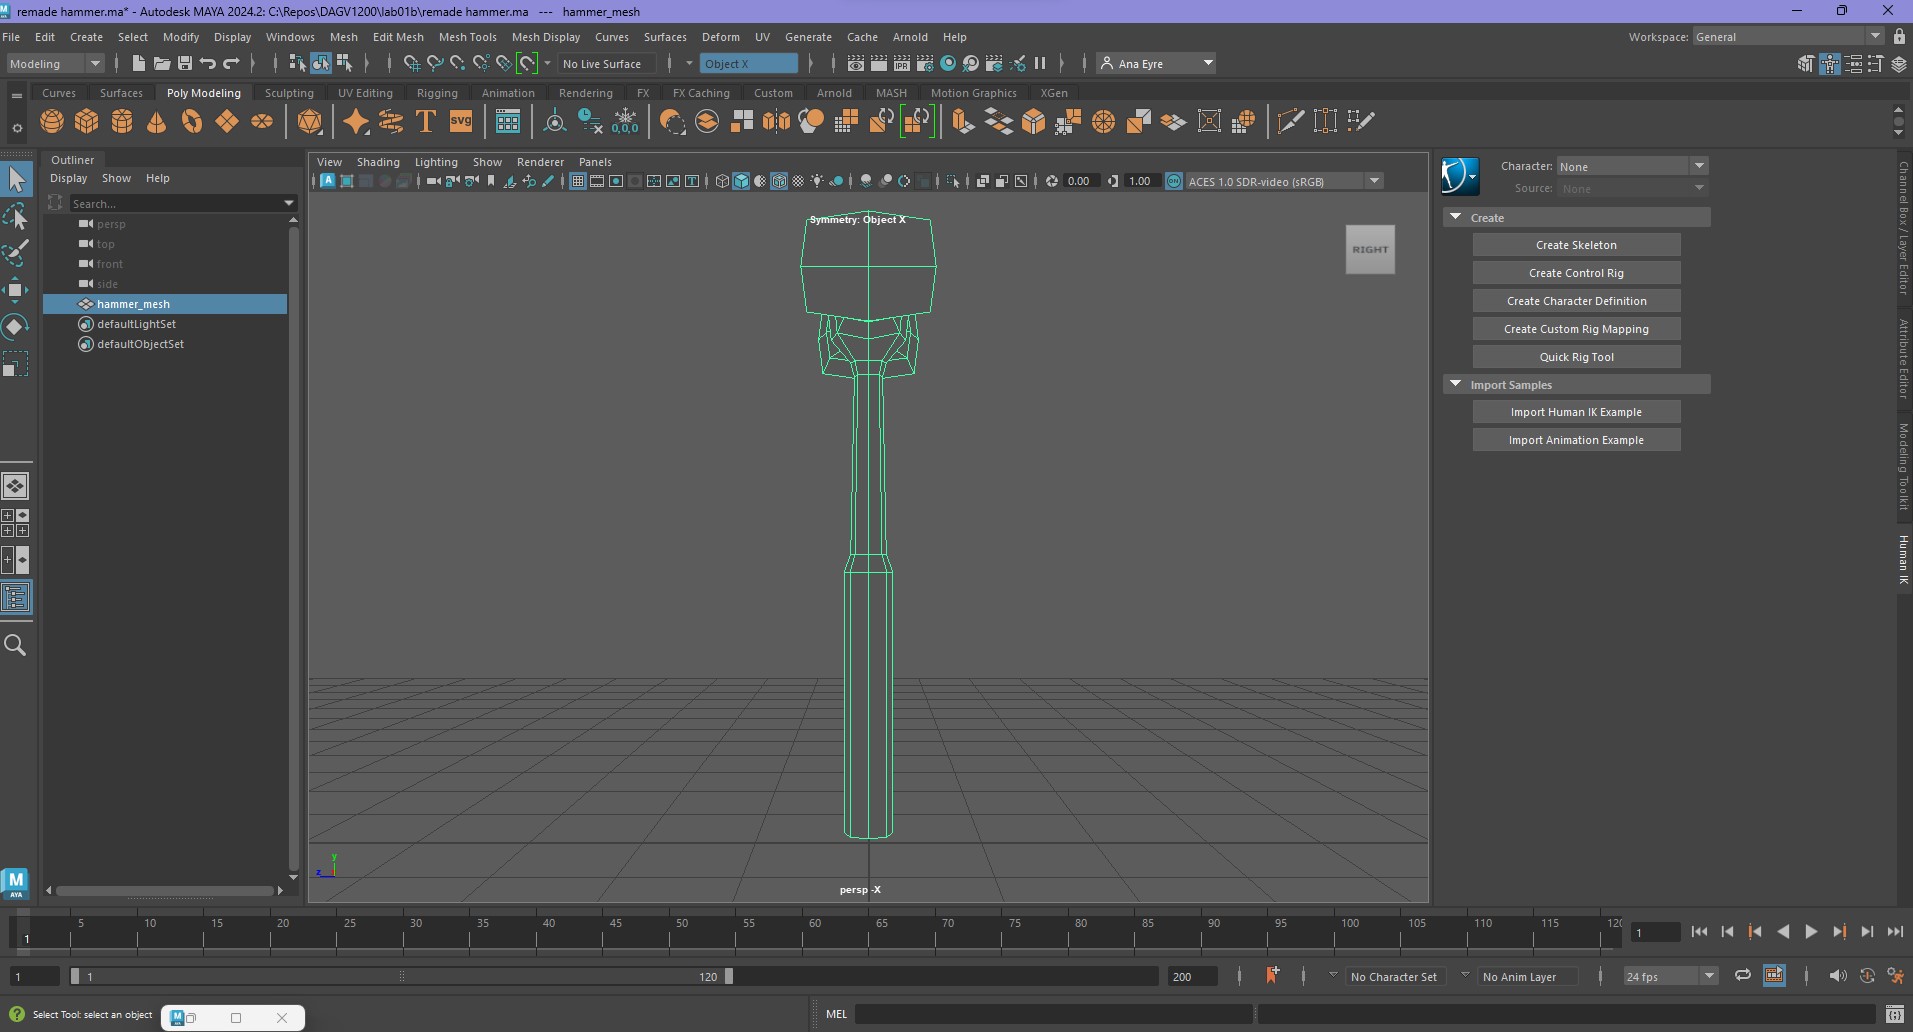 remade hammer.ma* - Autodesk MAYA 2024.2: C:\Repos\DAGV1200\lab01b\remade hammer.ma --- hammer_mesh
File Edit Create Select Modify Display Windows Mesh Edit Mesh Mesh Tools Mesh Display Curves Surfaces Deform UV Generate Cache Arnold Help Workspace: General
Modeling No Live Surface Object X IPR Ana Eyre
Curves Surfaces Poly Modeling Sculpting UV Editing Rigging Animation Rendering FX FX Caching Custom Arnold MASH Motion Graphics XGen
T SVG 0,0,0
Outliner
Display Show Help
Search...
persp
top
front
side
hammer_mesh
defaultLightSet
defaultObjectSet
View Shading Lighting Show Renderer Panels
0.00 1.00 ON ACES 1.0 SDR-video (sRGB)
Symmetry: Object X
RIGHT
y
z
persp -X
Character: None
Source: None
Create
Create Skeleton
Create Control Rig
Create Character Definition
Create Custom Rig Mapping
Quick Rig Tool
Import Samples
Import Human IK Example
Import Animation Example
Channel Box / Layer Editor
Attribute Editor
Modeling Toolkit
Human IK
M
AYA
5 10 15 20 25 30 35 40 45 50 55 60 65 70 75 80 85 90 95 100 105 110 115 120
1
1
1 1 120 200 No Character Set No Anim Layer 24 fps
Select Tool: select an object MEL